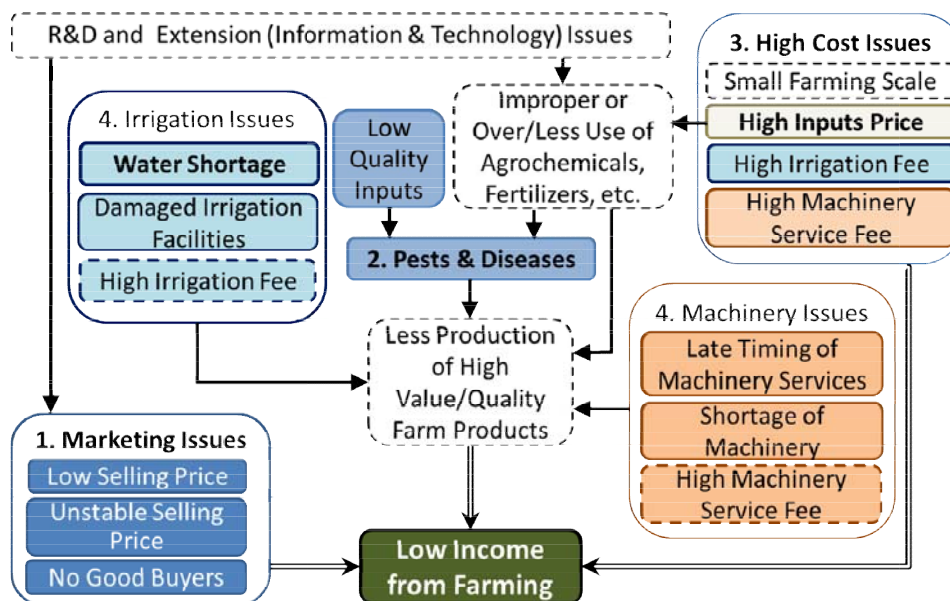 R&D and Extension (Information & Technology) Issues
3. High Cost Issues
Small Farming Scale
High Inputs Price
High Irrigation Fee
High Machinery
Service Fee
4. Irrigation Issues
Water Shortage
Damaged Irrigation
Facilities
High Irrigation Fee
Low
Quality
Inputs
Improper or
Over/Less Use of
Agrochemicals,
Fertilizers, etc.
2. Pests & Diseases
Less Production
of High
Value/Quality
Farm Products
4. Machinery Issues
Late Timing of
Machinery Services
Shortage of
Machinery
High Machinery
Service Fee
1. Marketing Issues
Low Selling Price
Unstable Selling
Price
No Good Buyers
Low Income
from Farming